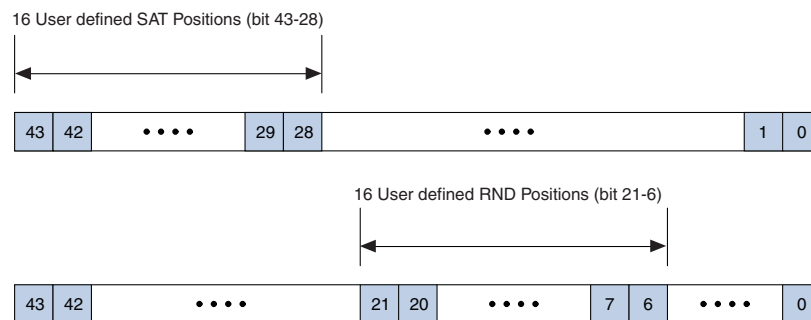 16 User defined SAT Positions (bit 43-28)
43 42 •••• 29 28 •••• 1 0
16 User defined RND Positions (bit 21-6)
43 42 •••• 21 20 •••• 7 6 •••• 0